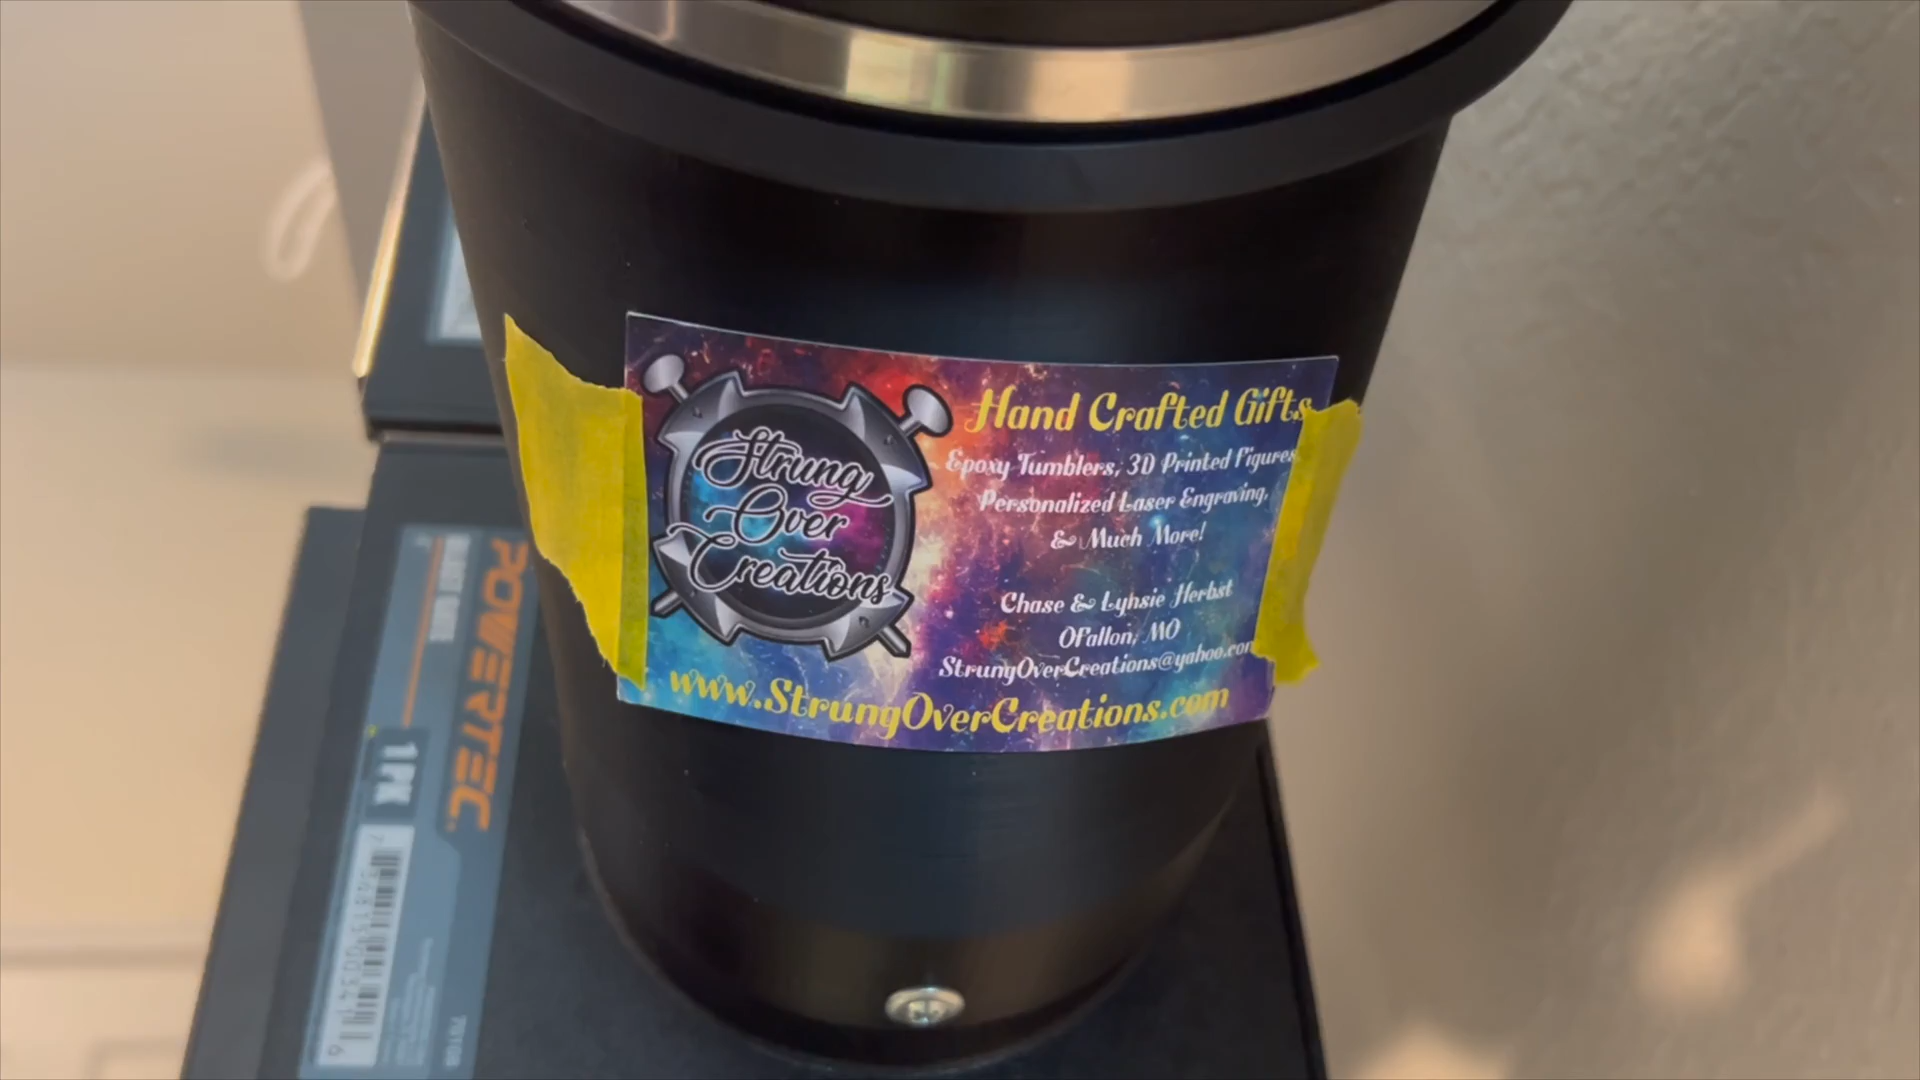 Strung
Over
Creations
Hand Crafted Gifts
Epoxy Tumblers, 3D Printed Figures
Personalized Laser Engraving,
& Much More!
Chase & Lynsie Herbst
OFallon, MO
StrungOverCreations@yahoo.com
www.StrungOverCreations.com
POWERTEC.
1 PK